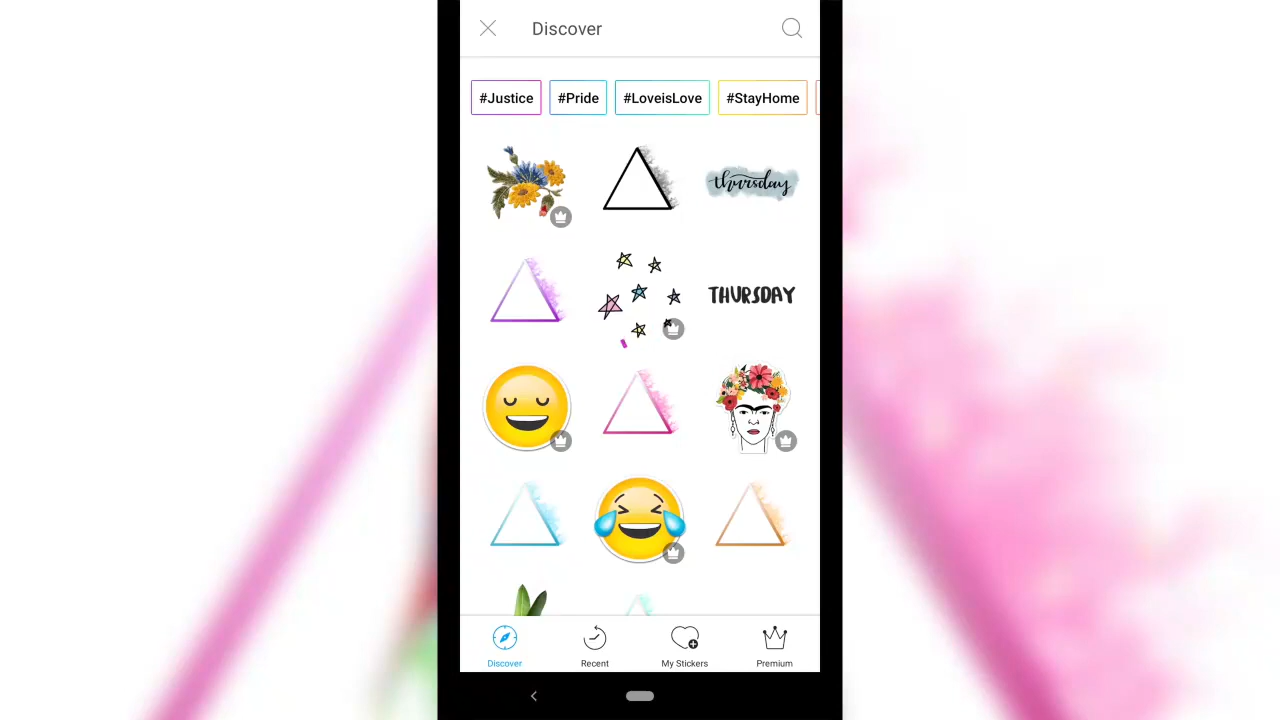 Discover
#Justice
#Pride
#LoveisLove
#StayHome
thursday
THURSDAY
Discover
Recent
My Stickers
Premium